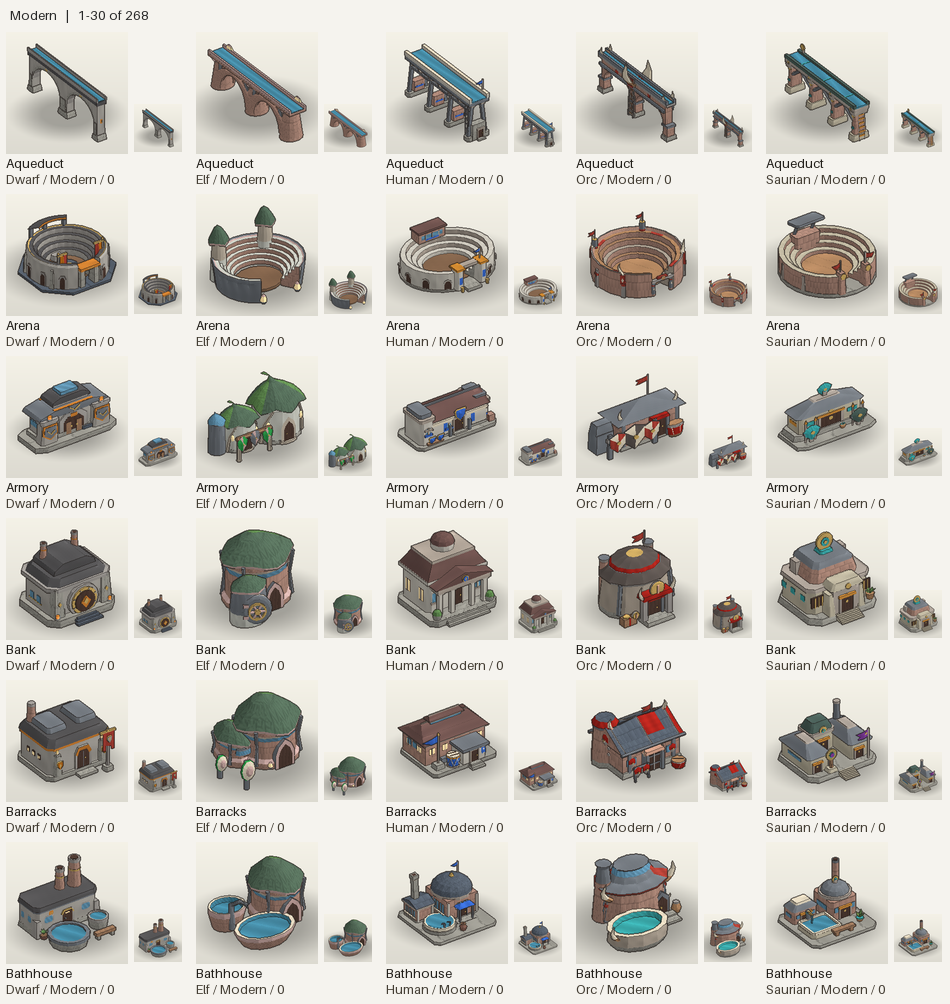 Modern | 1-30 of 268
Aqueduct Aqueduct Aqueduct Aqueduct Aqueduct
Dwarf / Modern / 0 Elf / Modern / 0 Human / Modern / 0 Orc / Modern / 0 Saurian / Modern / 0
Arena Arena Arena Arena Arena
Dwarf / Modern / 0 Elf / Modern / 0 Human / Modern / 0 Orc / Modern / 0 Saurian / Modern / 0
Armory Armory Armory Armory Armory
Dwarf / Modern / 0 Elf / Modern / 0 Human / Modern / 0 Orc / Modern / 0 Saurian / Modern / 0
Bank Bank Bank Bank Bank
Dwarf / Modern / 0 Elf / Modern / 0 Human / Modern / 0 Orc / Modern / 0 Saurian / Modern / 0
Barracks Barracks Barracks Barracks Barracks
Dwarf / Modern / 0 Elf / Modern / 0 Human / Modern / 0 Orc / Modern / 0 Saurian / Modern / 0
Bathhouse Bathhouse Bathhouse Bathhouse Bathhouse
Dwarf / Modern / 0 Elf / Modern / 0 Human / Modern / 0 Orc / Modern / 0 Saurian / Modern / 0